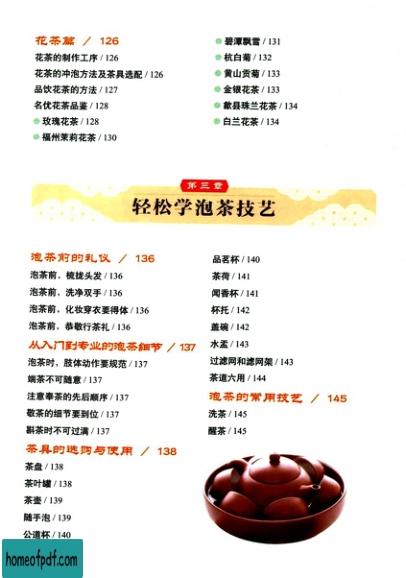 花茶篇 / 126
花茶的制作工序 / 126
花茶的冲泡方法及茶具选配 / 126
品饮花茶的方法 / 127
名优花茶品鉴 / 128
玫瑰花茶 / 128
福州茉莉花茶 / 130
碧潭飘雪 / 131
杭白菊 / 132
黄山贡菊 / 133
金银花茶 / 133
歙县珠兰花茶 / 134
白兰花茶 / 134
第三章
轻松学泡茶技艺
泡茶前的礼仪 / 136
泡茶前，梳拢头发 / 136
泡茶前，洗净双手 / 136
泡茶前，化妆穿衣要得体 / 136
泡茶前，恭敬行茶礼 / 136
从入门到专业的泡茶细节 / 137
泡茶时，肢体动作要规范 / 137
端茶不可随意 / 137
注意奉茶的先后顺序 / 137
敬茶的细节要到位 / 137
斟茶时不可过满 / 137
茶具的选购与使用 / 138
茶盘 / 138
茶叶罐 / 138
茶壶 / 139
随手泡 / 139
公道杯 / 140
品茗杯 / 140
茶荷 / 141
闻香杯 / 141
杯托 / 142
盖碗 / 142
水盂 / 143
过滤网和滤网架 / 143
茶道六用 / 144
泡茶的常用技艺 / 145
洗茶 / 145
醒茶 / 145
homeofpdf.com